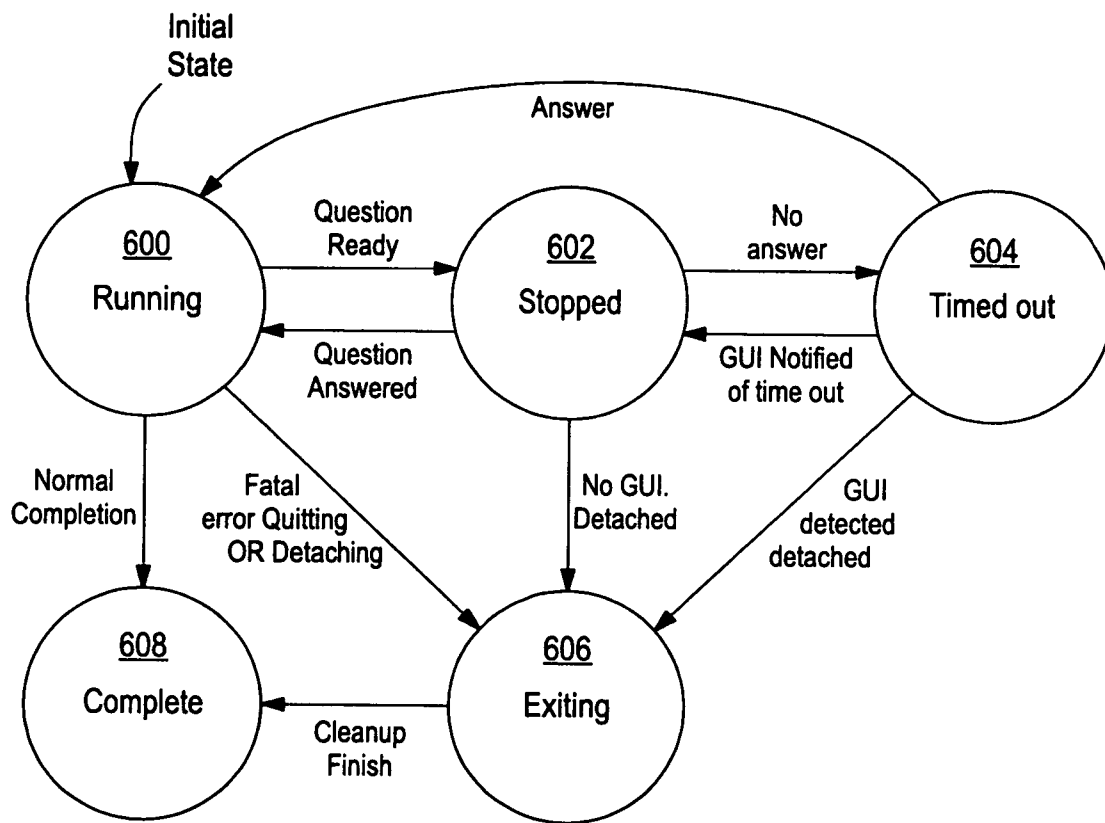 Initial
State
Answer
Question
Ready
No
answer
600
Running
602
Stopped
604
Timed out
Question
Answered
GUI Notified
of time out
Normal
Completion
Fatal
error Quitting
OR Detaching
No GUI.
Detached
GUI
detected
detached
608
Complete
606
Exiting
Cleanup
Finish